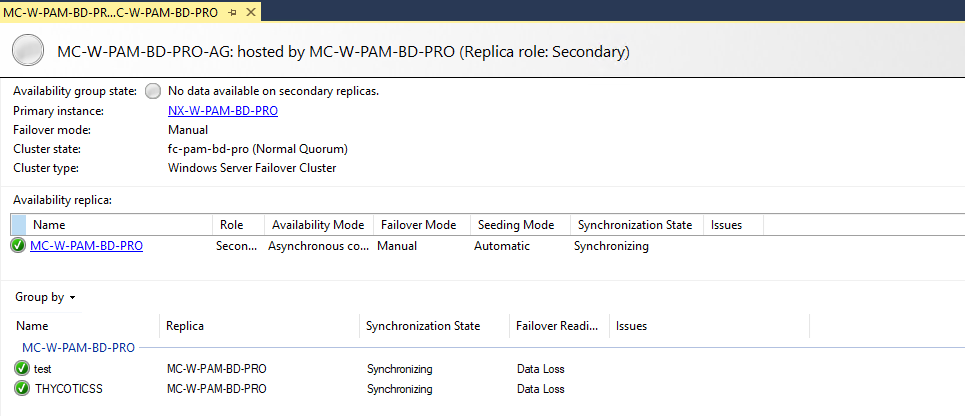 MC-W-PAM-BD-PR...C-W-PAM-BD-PRO
MC-W-PAM-BD-PRO-AG: hosted by MC-W-PAM-BD-PRO (Replica role: Secondary)
Availability group state: No data available on secondary replicas.
Primary instance: NX-W-PAM-BD-PRO
Failover mode: Manual
Cluster state: fc-pam-bd-pro (Normal Quorum)
Cluster type: Windows Server Failover Cluster
Availability replica:
Name Role Availability Mode Failover Mode Seeding Mode Synchronization State Issues
MC-W-PAM-BD-PRO Secon... Asynchronous co... Manual Automatic Synchronizing
Group by
Name Replica Synchronization State Failover Readi... Issues
MC-W-PAM-BD-PRO
test MC-W-PAM-BD-PRO Synchronizing Data Loss
THYCOTICSS MC-W-PAM-BD-PRO Synchronizing Data Loss